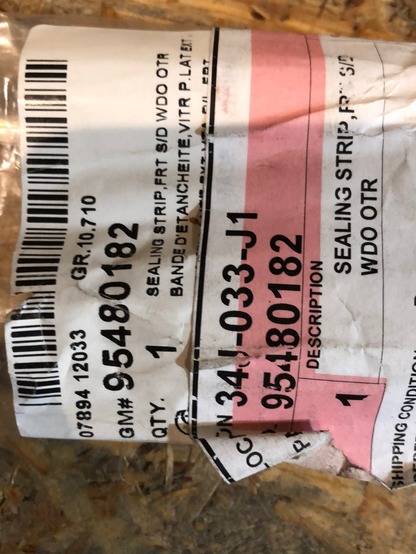 07894 12033 GR.10.710
GM# 95480182
QTY. 1 SEALING STRIP,FRT S/D WDO OTR
BANDE D'ETANCHEITE,VITR P.LAT EXT
34J-033-J1
95480182
DESCRIPTION
1 SEALING STRIP,FRT S/D
WDO OTR
SHIPPING CONDITION